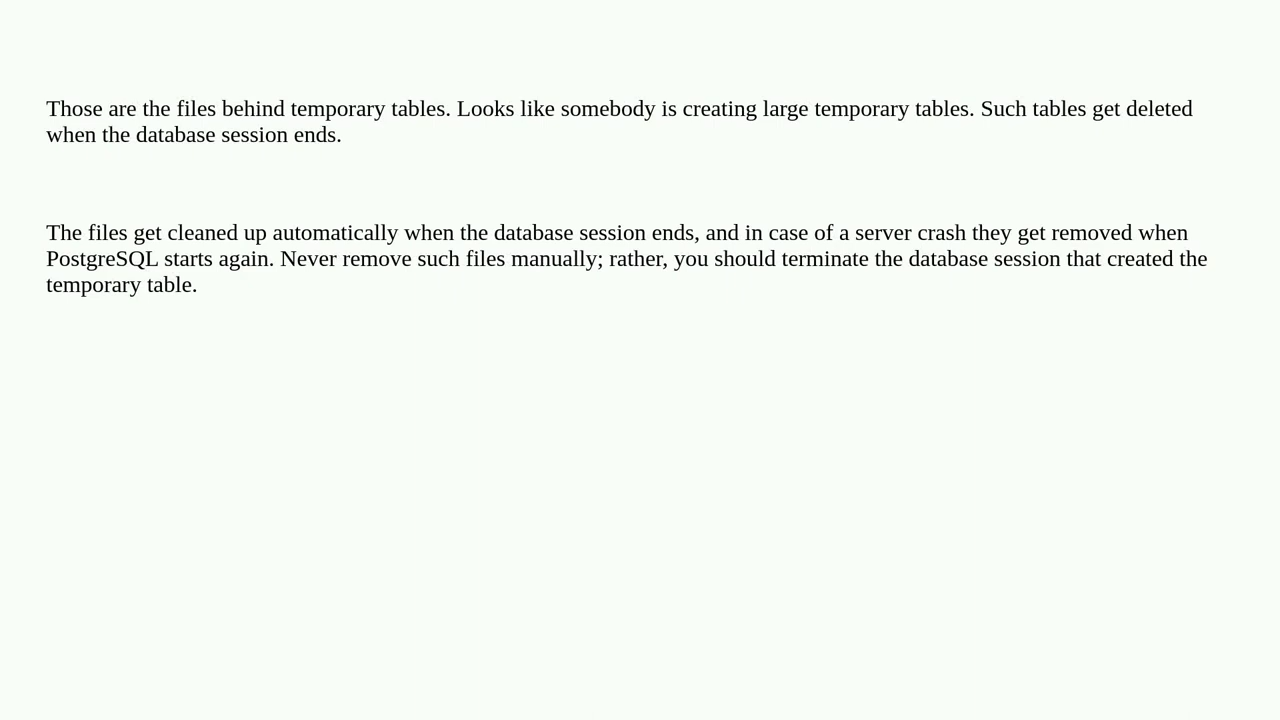 Those are the files behind temporary tables. Looks like somebody is creating large temporary tables. Such tables get deleted
when the database session ends.
The files get cleaned up automatically when the database session ends, and in case of a server crash they get removed when
PostgreSQL starts again. Never remove such files manually; rather, you should terminate the database session that created the
temporary table.